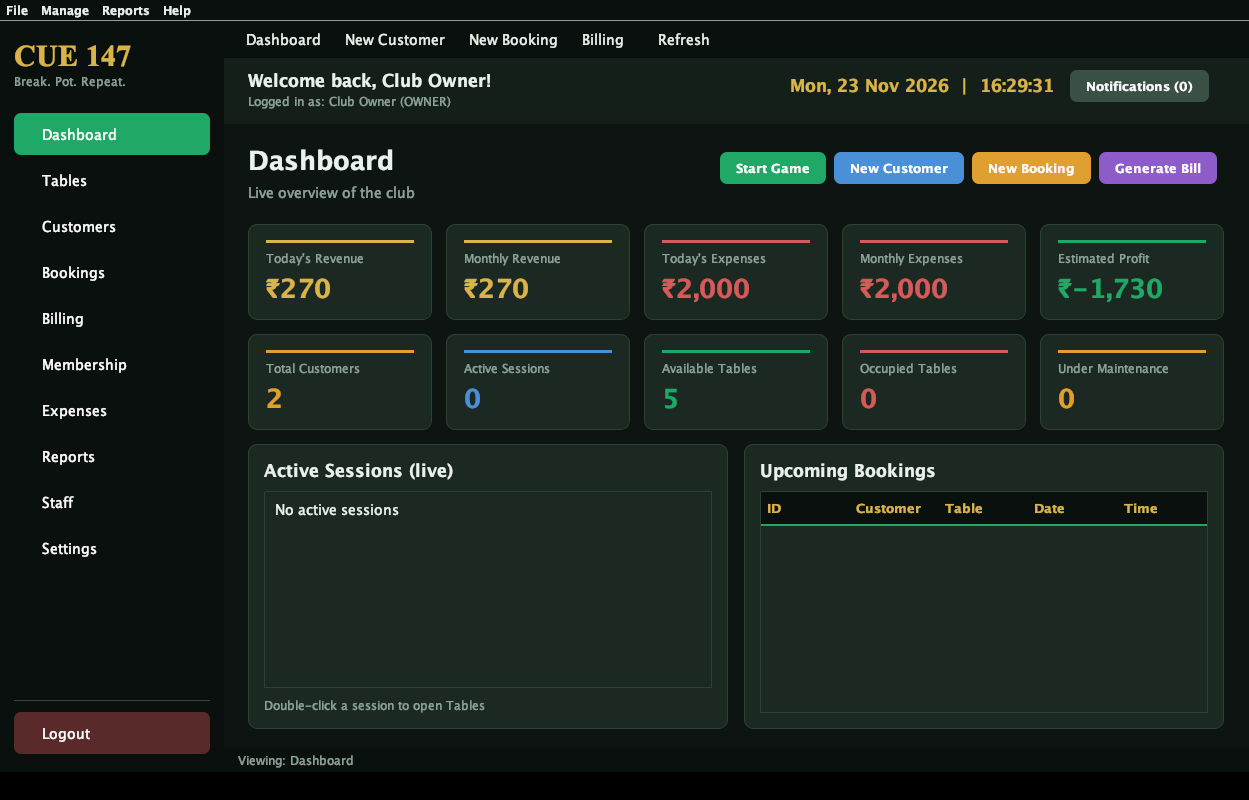 File Manage Reports Help
CUE 147
Break. Pot. Repeat.
Dashboard
Tables
Customers
Bookings
Billing
Membership
Expenses
Reports
Staff
Settings
Logout
Dashboard New Customer New Booking Billing Refresh
Welcome back, Club Owner!
Logged in as: Club Owner (OWNER)
Mon, 23 Nov 2026 | 16:29:31
Notifications (0)
Dashboard
Live overview of the club
Start Game New Customer New Booking Generate Bill
Today's Revenue
₹270
Monthly Revenue
₹270
Today's Expenses
₹2,000
Monthly Expenses
₹2,000
Estimated Profit
₹−1,730
Total Customers
2
Active Sessions
0
Available Tables
5
Occupied Tables
0
Under Maintenance
0
Active Sessions (live)
No active sessions
Double−click a session to open Tables
Upcoming Bookings
ID Customer Table Date Time
Viewing: Dashboard